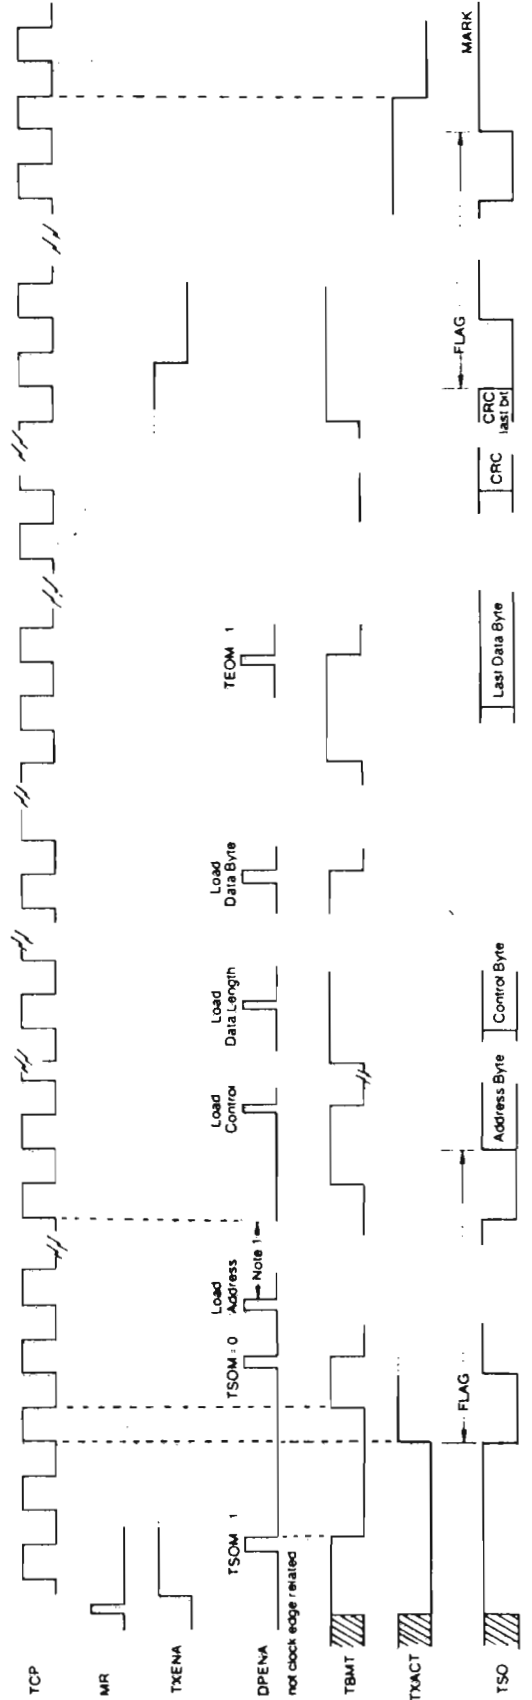 TCP
MR
TXENA
DPENA
TSOM 1
TSOM = 0
Load
Address
Note 1
Load
Control
Load
Data Length
Load
Data Byte
TEOM 1
not clock edge related
TBMT
TXACT
TSO
FLAG
Address Byte
Control Byte
Last Data Byte
CRC
CRC
last bit
FLAG
MARK